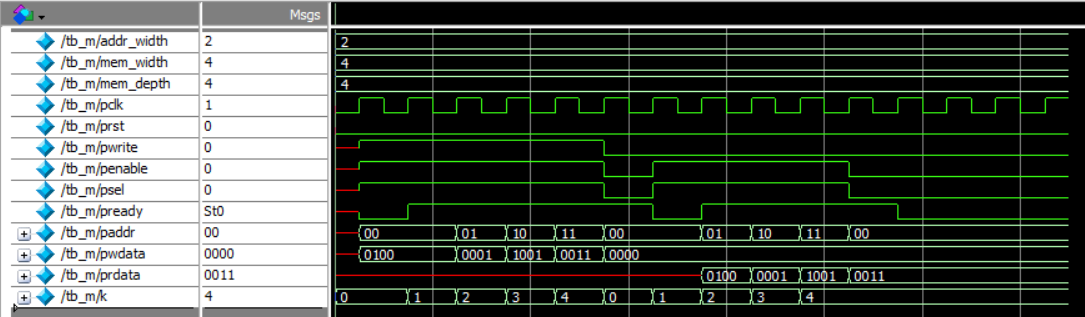 Msgs
/tb_m/addr_width 2 2
/tb_m/mem_width 4 4
/tb_m/mem_depth 4 4
/tb_m/pclk 1
/tb_m/prst 0
/tb_m/pwrite 0
/tb_m/penable 0
/tb_m/psel 0
/tb_m/pready St0
/tb_m/paddr 00 00 01 10 11 00 01 10 11 00
/tb_m/pwdata 0000 0100 0001 1001 0011 0000
/tb_m/prdata 0011 0100 0001 1001 0011
/tb_m/k 4 0 1 2 3 4 0 1 2 3 4